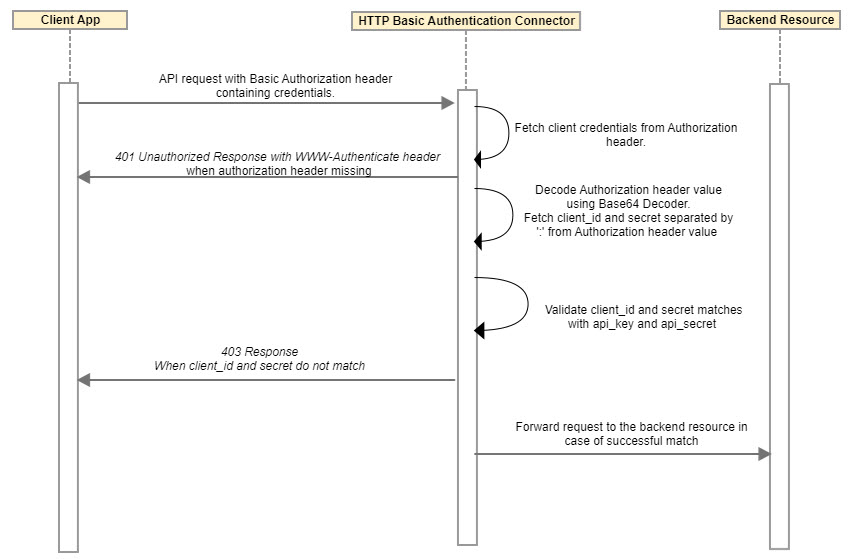 Client App
HTTP Basic Authentication Connector
Backend Resource
API request with Basic Authorization header
containing credentials.
Fetch client credentials from Authorization
header.
401 Unauthorized Response with WWW-Authenticate header
when authorization header missing
Decode Authorization header value
using Base64 Decoder.
Fetch client_id and secret separated by
':' from Authorization header value
Validate client_id and secret matches
with api_key and api_secret
403 Response
When client_id and secret do not match
Forward request to the backend resource in
case of successful match